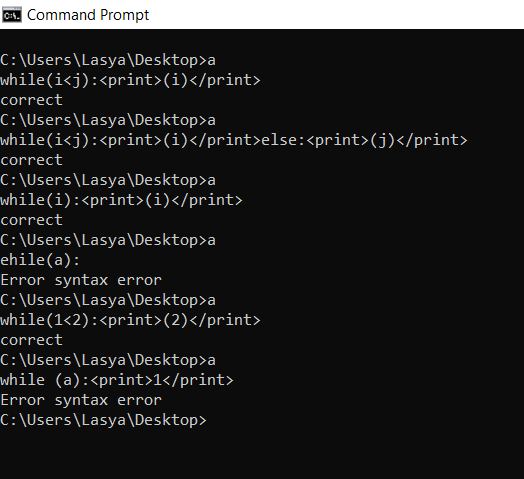 Command Prompt
C:\Users\Lasya\Desktop>a
while(i<j):<print>(i)</print>
correct
C:\Users\Lasya\Desktop>a
while(i<j):<print>(i)</print>else:<print>(j)</print>
correct
C:\Users\Lasya\Desktop>a
while(i):<print>(i)</print>
correct
C:\Users\Lasya\Desktop>a
ehile(a):
Error syntax error
C:\Users\Lasya\Desktop>a
while(1<2):<print>(2)</print>
correct
C:\Users\Lasya\Desktop>a
while (a):<print>1</print>
Error syntax error
C:\Users\Lasya\Desktop>